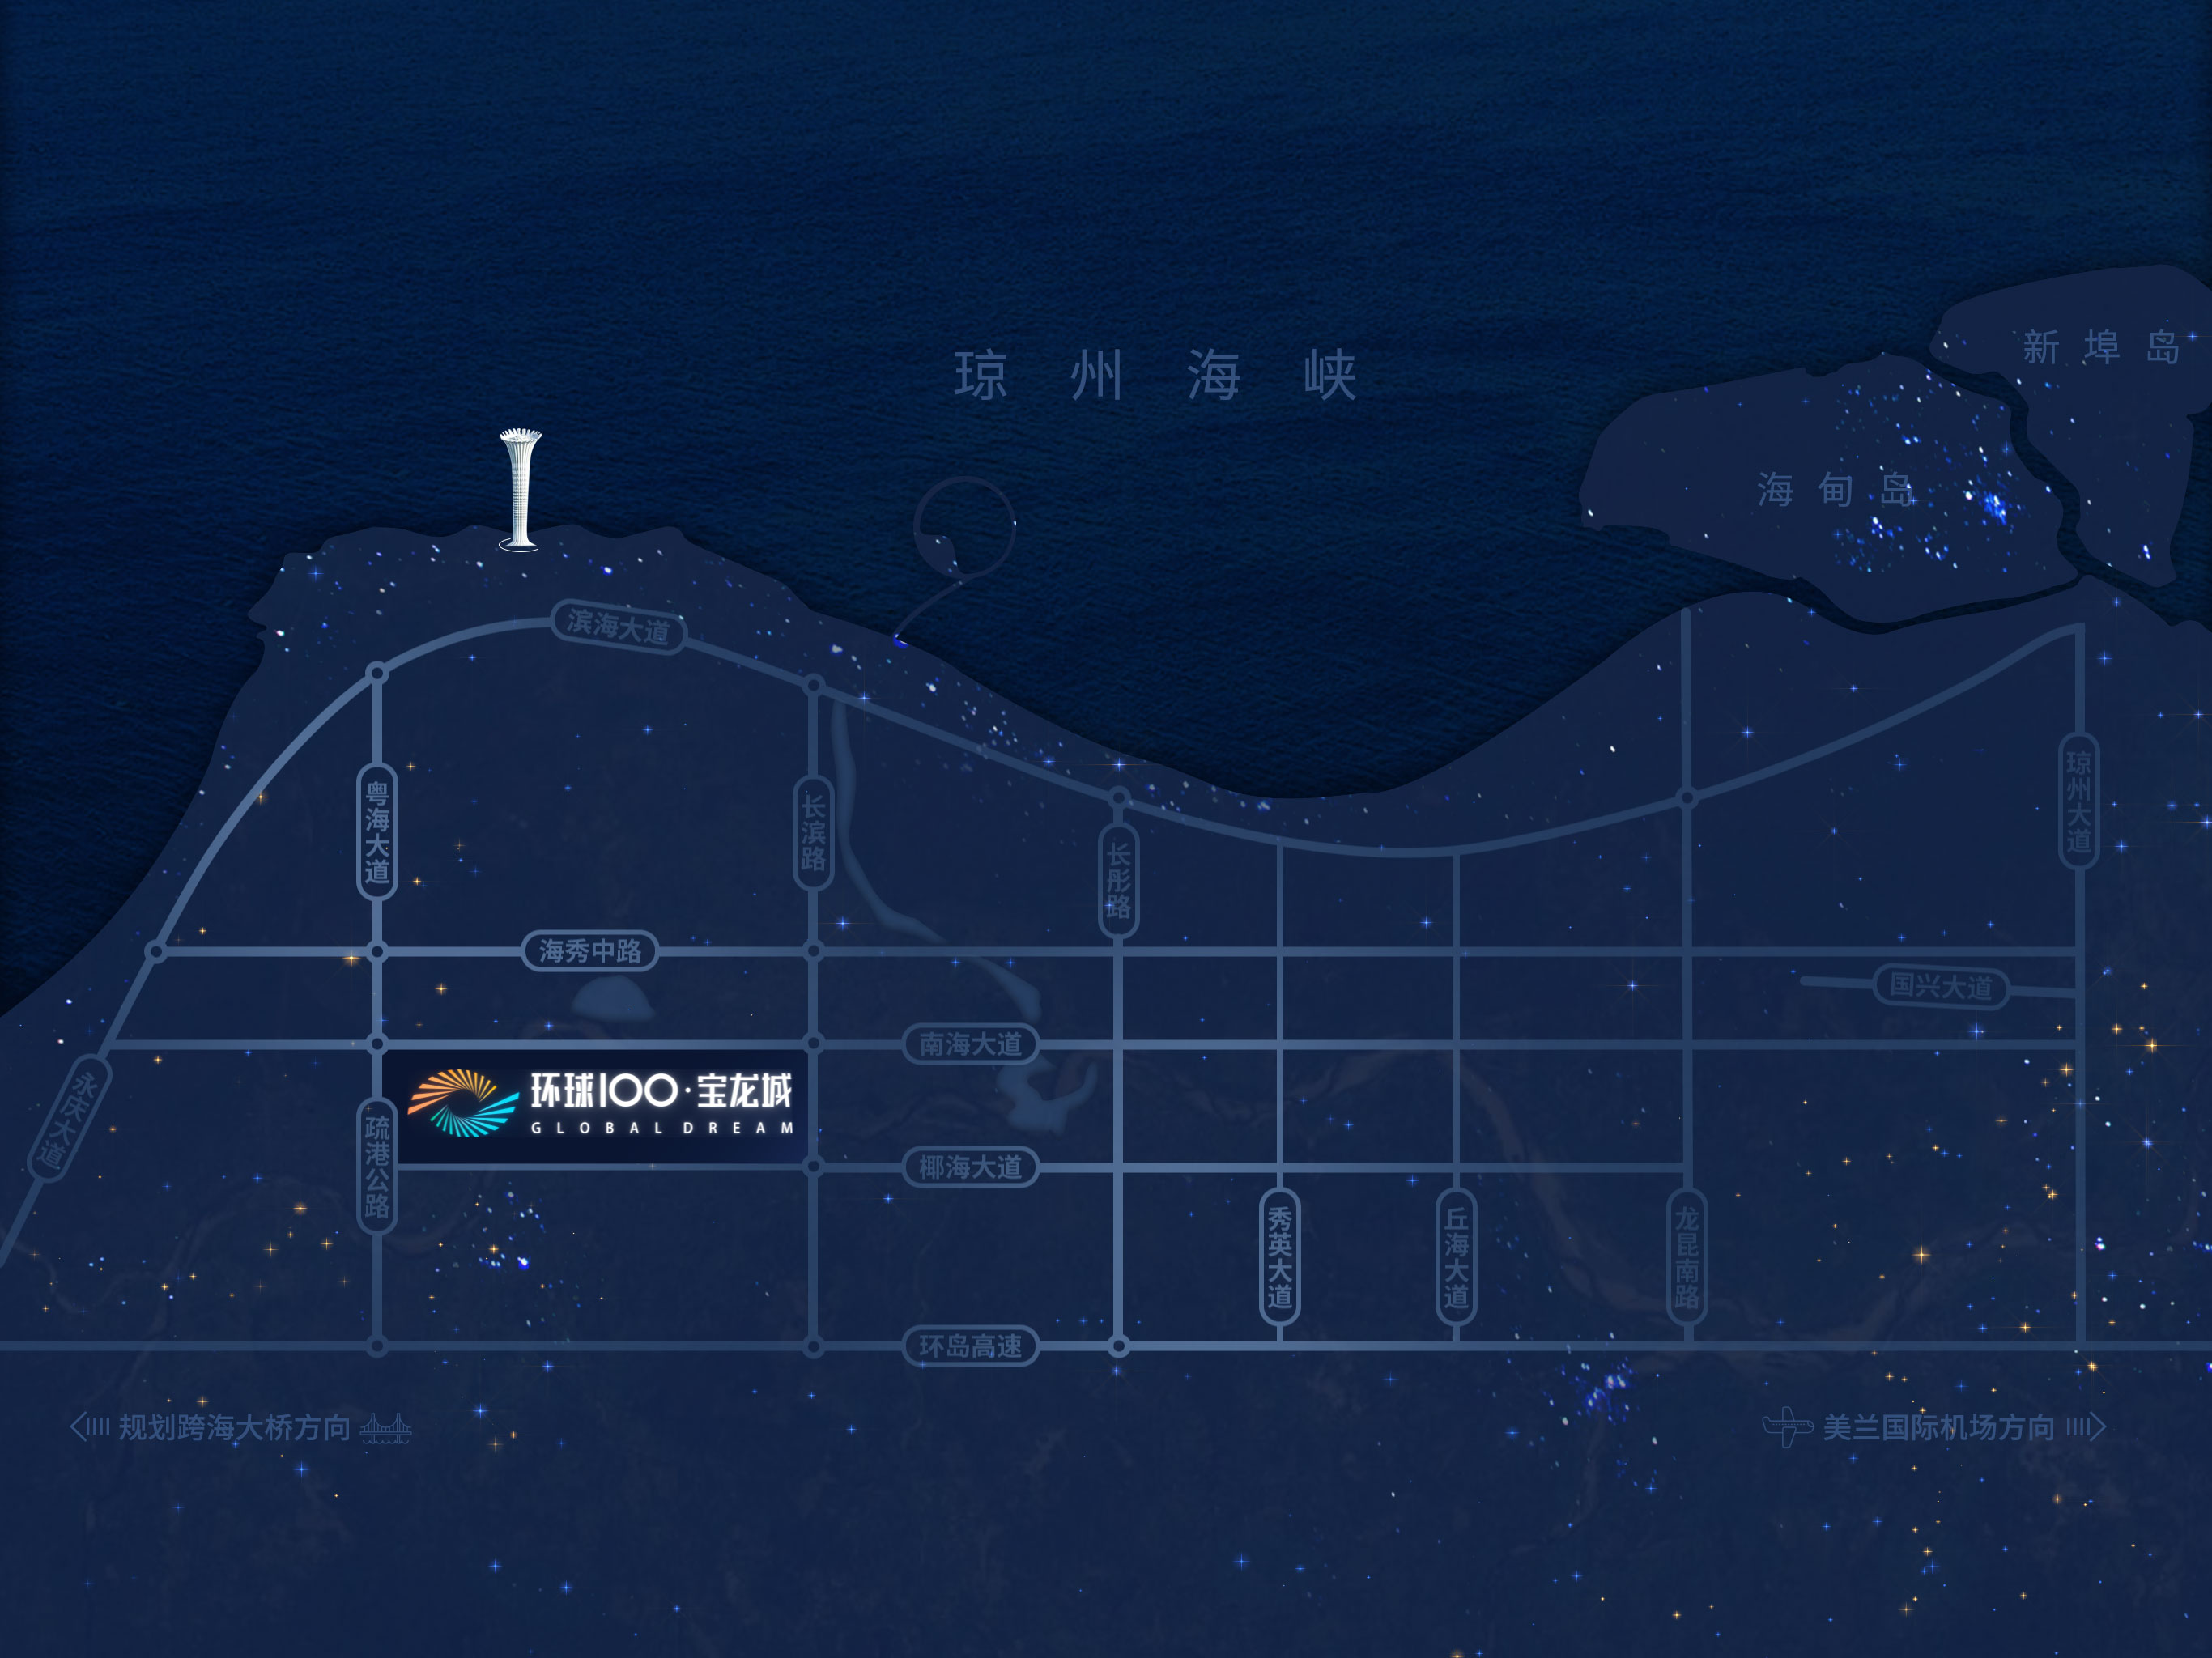 新埠岛
琼州海峡
海甸岛
滨海大道
粤海大道
长滨路
长彤路
琼州大道
海秀中路
国兴大道
南海大道
永庆大道
环球100·宝龙城
GLOBAL DREAM
疏港公路
椰海大道
秀英大道
丘海大道
龙昆南路
环岛高速
规划跨海大桥方向
美兰国际机场方向